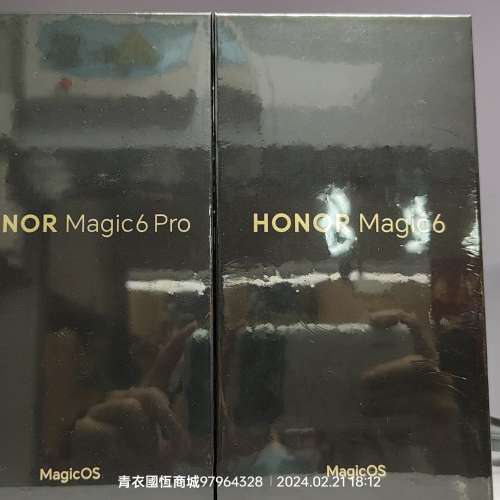 NOR Magic6 Pro
HONOR Magic6
MagicOS
MagicOS
青衣國恆商城97964328 | 2024.02.21 18:12